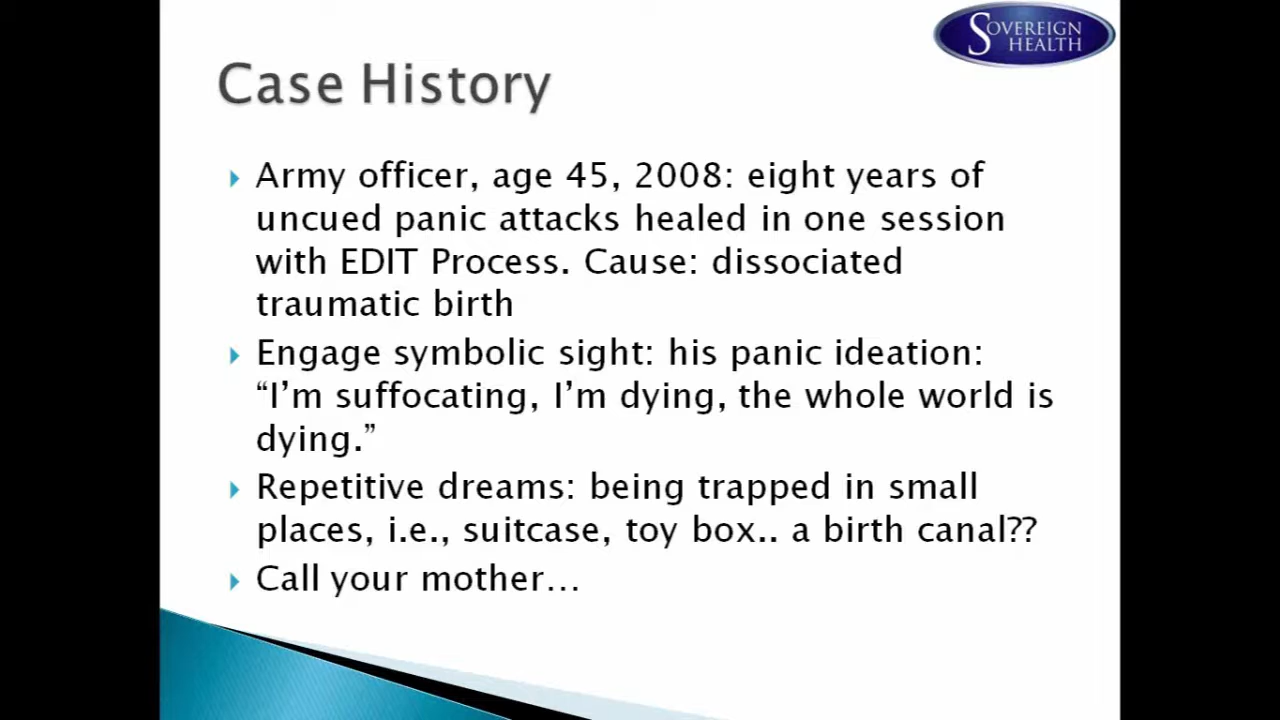 SOVEREIGN
HEALTH
Case History
Army officer, age 45, 2008: eight years of
uncued panic attacks healed in one session
with EDIT Process. Cause: dissociated
traumatic birth
Engage symbolic sight: his panic ideation:
“I’m suffocating, I’m dying, the whole world is
dying.”
Repetitive dreams: being trapped in small
places, i.e., suitcase, toy box.. a birth canal??
Call your mother…